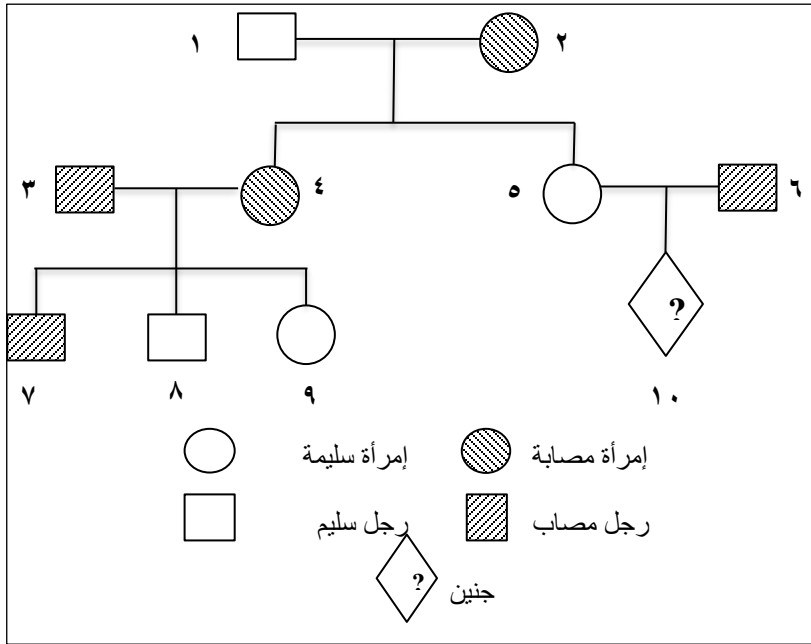 ١ ٢
٣ ٤ ٥ ٦
?
٧ ٨ ٩ ١٠
إمرأة مصابة إمرأة سليمة
رجل مصاب رجل سليم
? جنين